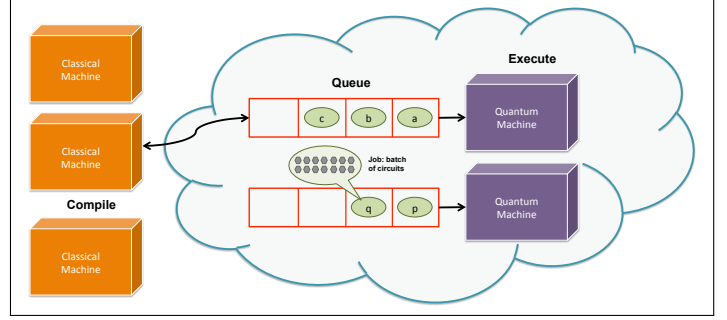 Classical
Machine
Execute
Queue
c
b
a
Quantum
Machine
Classical
Machine
Job: batch
of circuits
Compile
q
p
Quantum
Machine
Classical
Machine